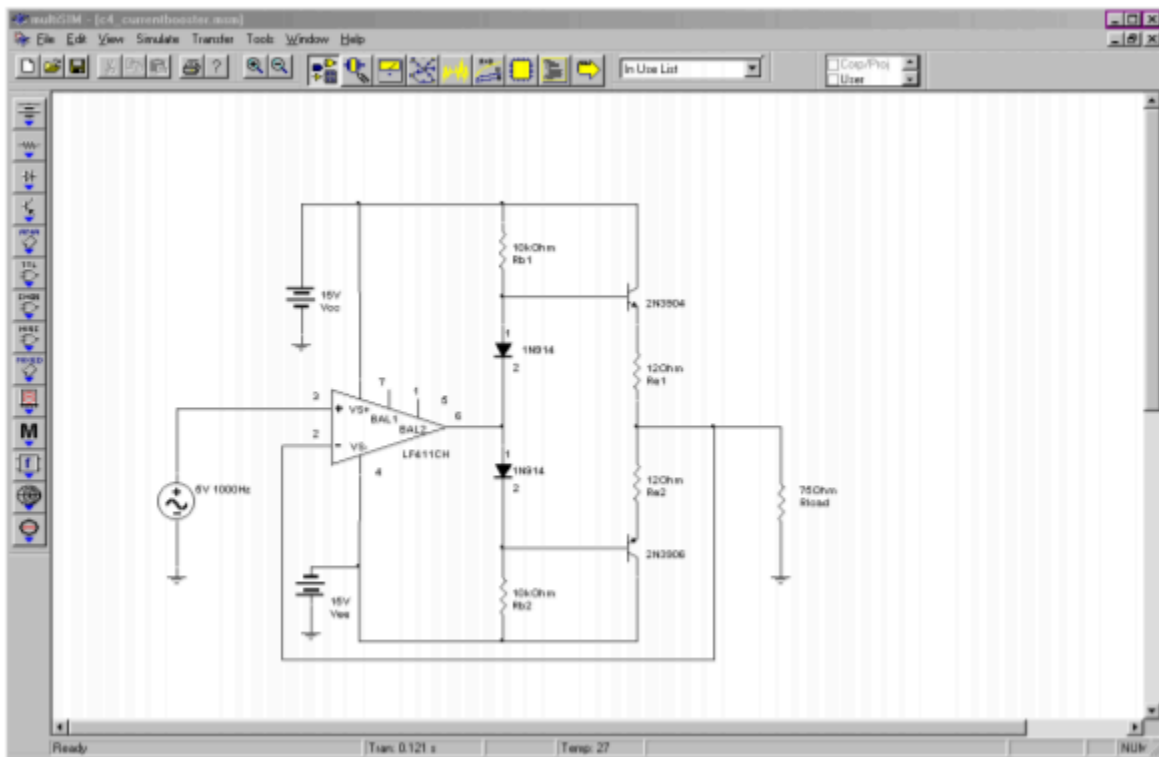 multiSIM - [c4_currentbooster.msm]
File Edit View Simulate Transfer Tools Window Help
In Use List
Corp/Proj
User
10kOhm
Rb1
15V
Vcc
2N3904
1
1N914
2
12Ohm
Re1
7
1
5
3
6
VS+
BAL1
BAL2
2
VS-
LF411CH
4
1
1N914
2
12Ohm
Re2
5V 1000Hz
75Ohm
Rload
2N3906
10kOhm
Rb2
15V
Vee
M
Ready
Tran: 0.121 s
Temp: 27
NUM